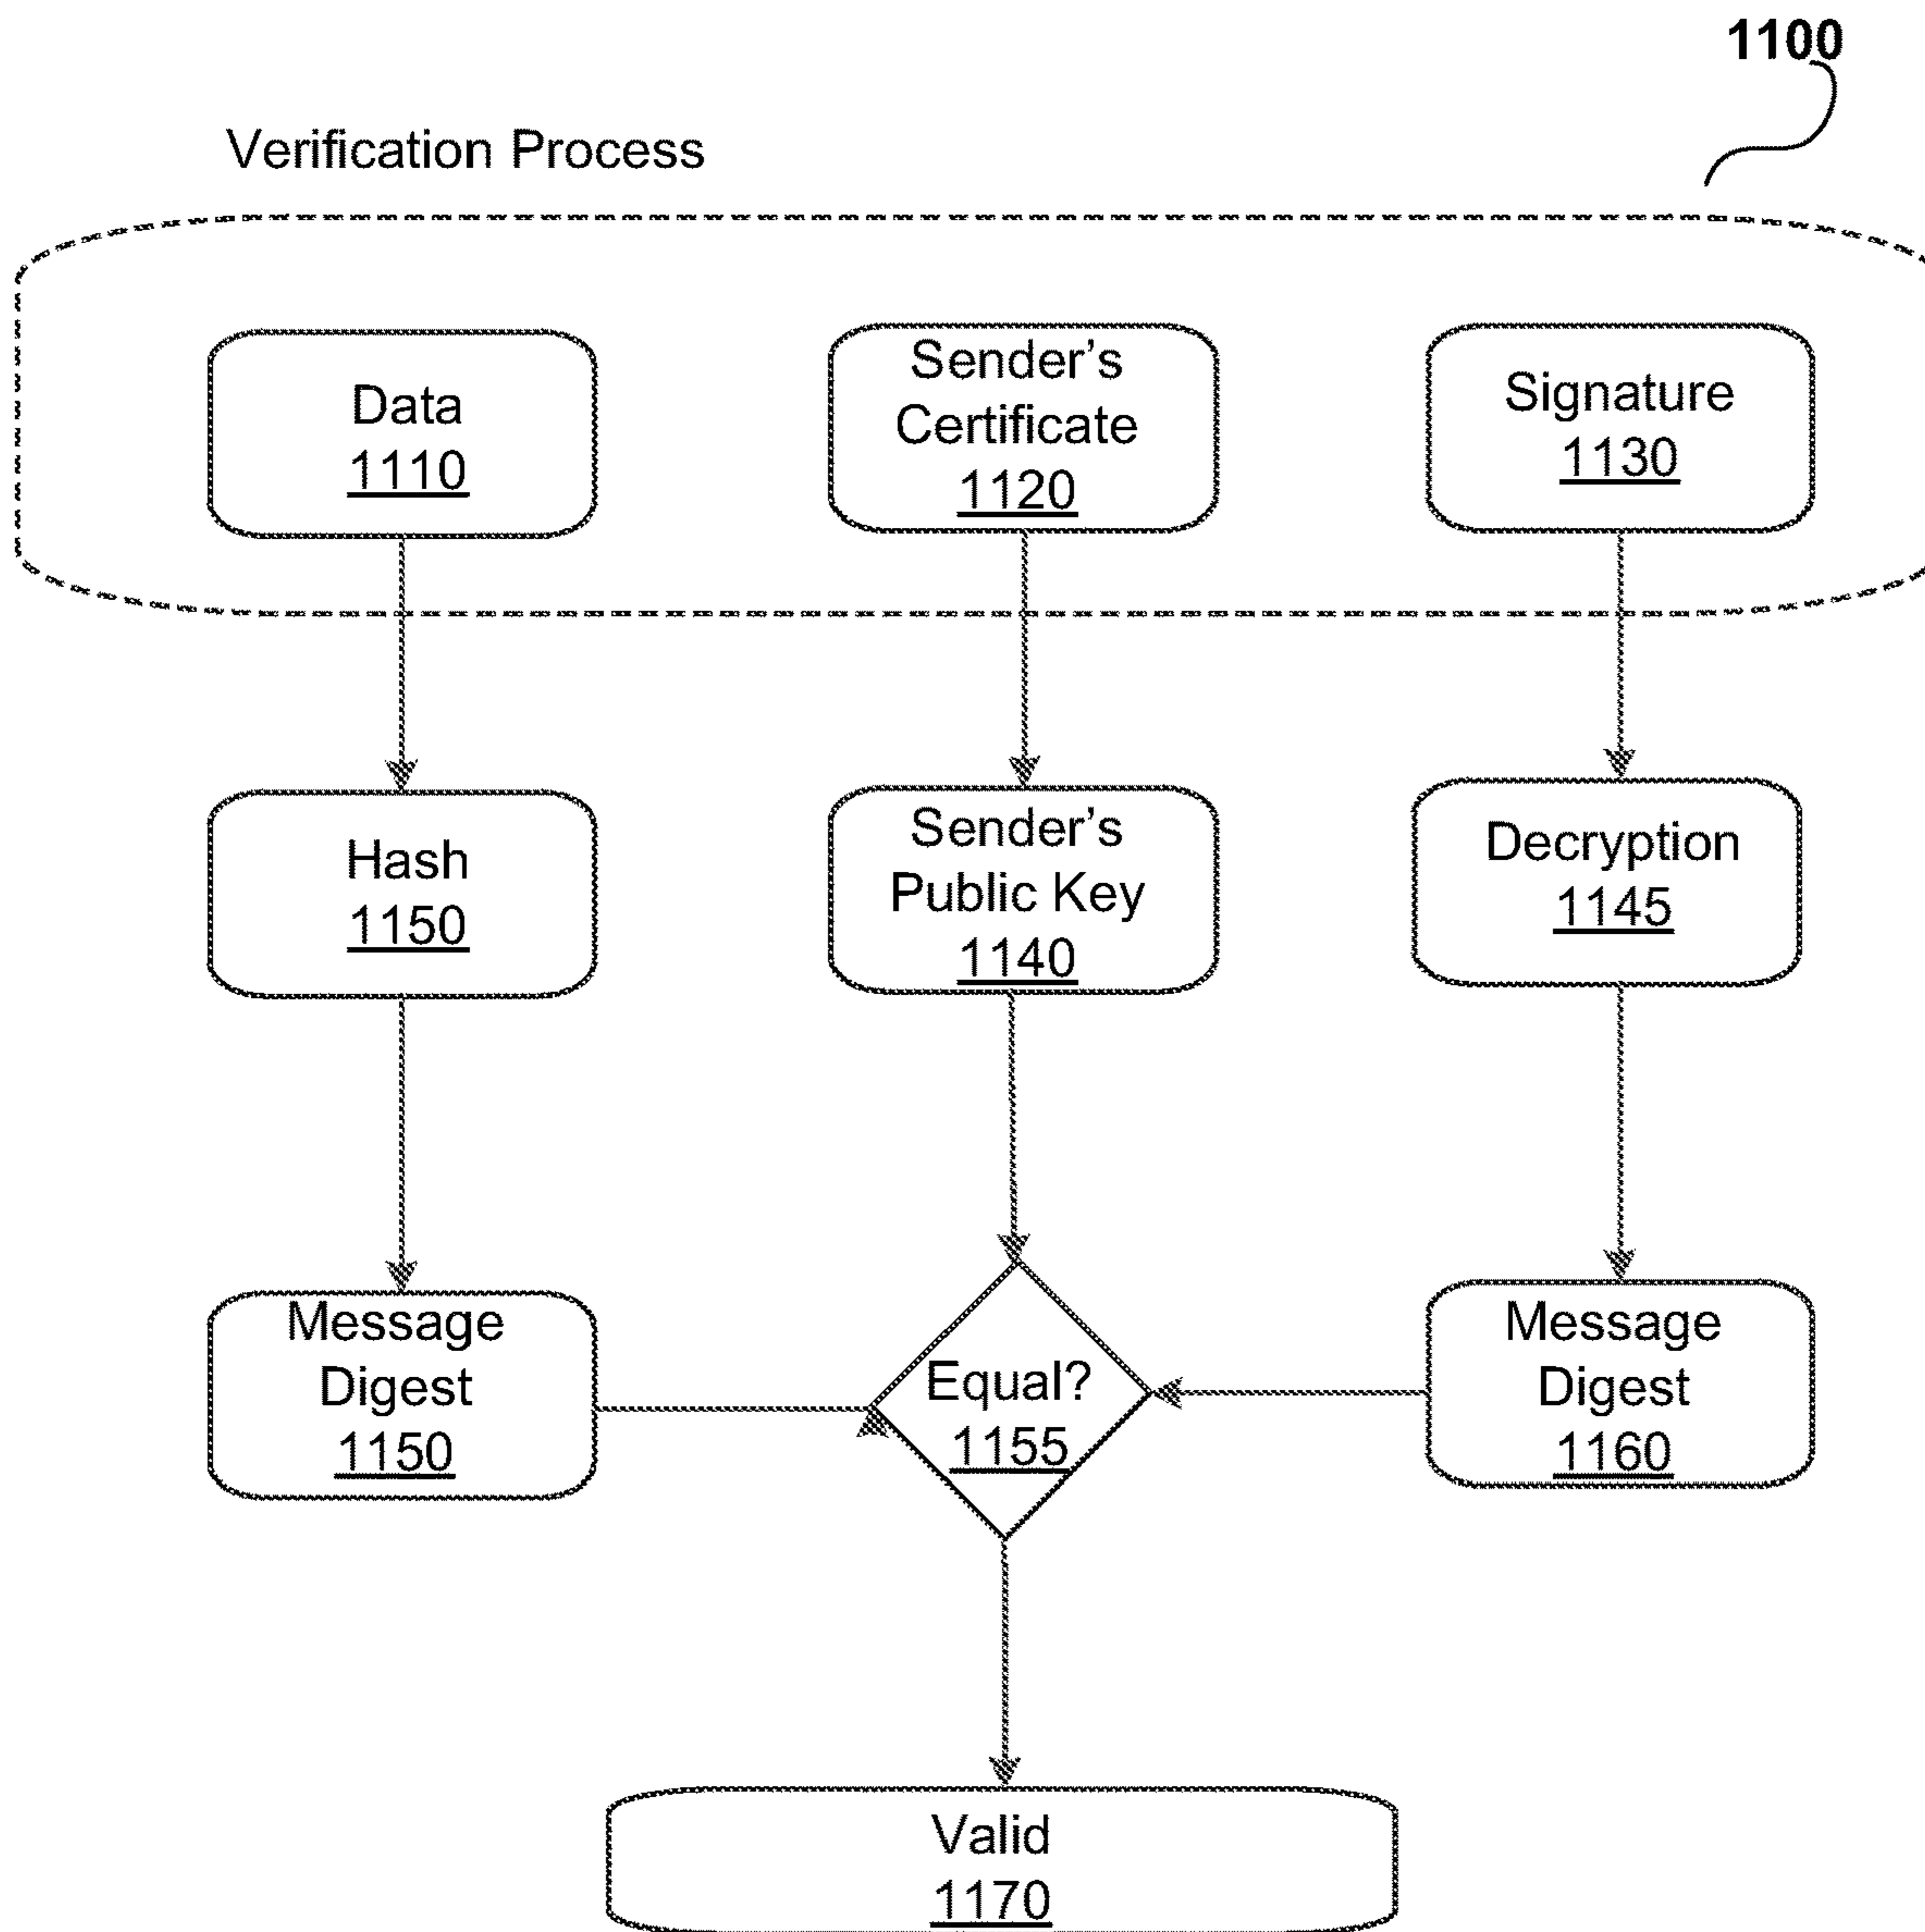 1100
Verification Process
Data
1110
Sender's
Certificate
1120
Signature
1130
Hash
1150
Sender's
Public Key
1140
Decryption
1145
Message
Digest
1150
Equal?
1155
Message
Digest
1160
Valid
1170